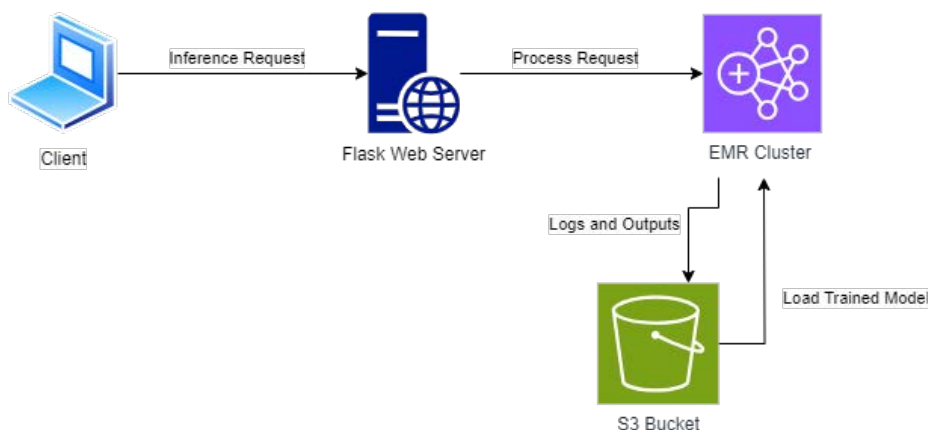 Inference Request
Process Request
Client
Flask Web Server
EMR Cluster
Logs and Outputs
Load Trained Model
S3 Bucket